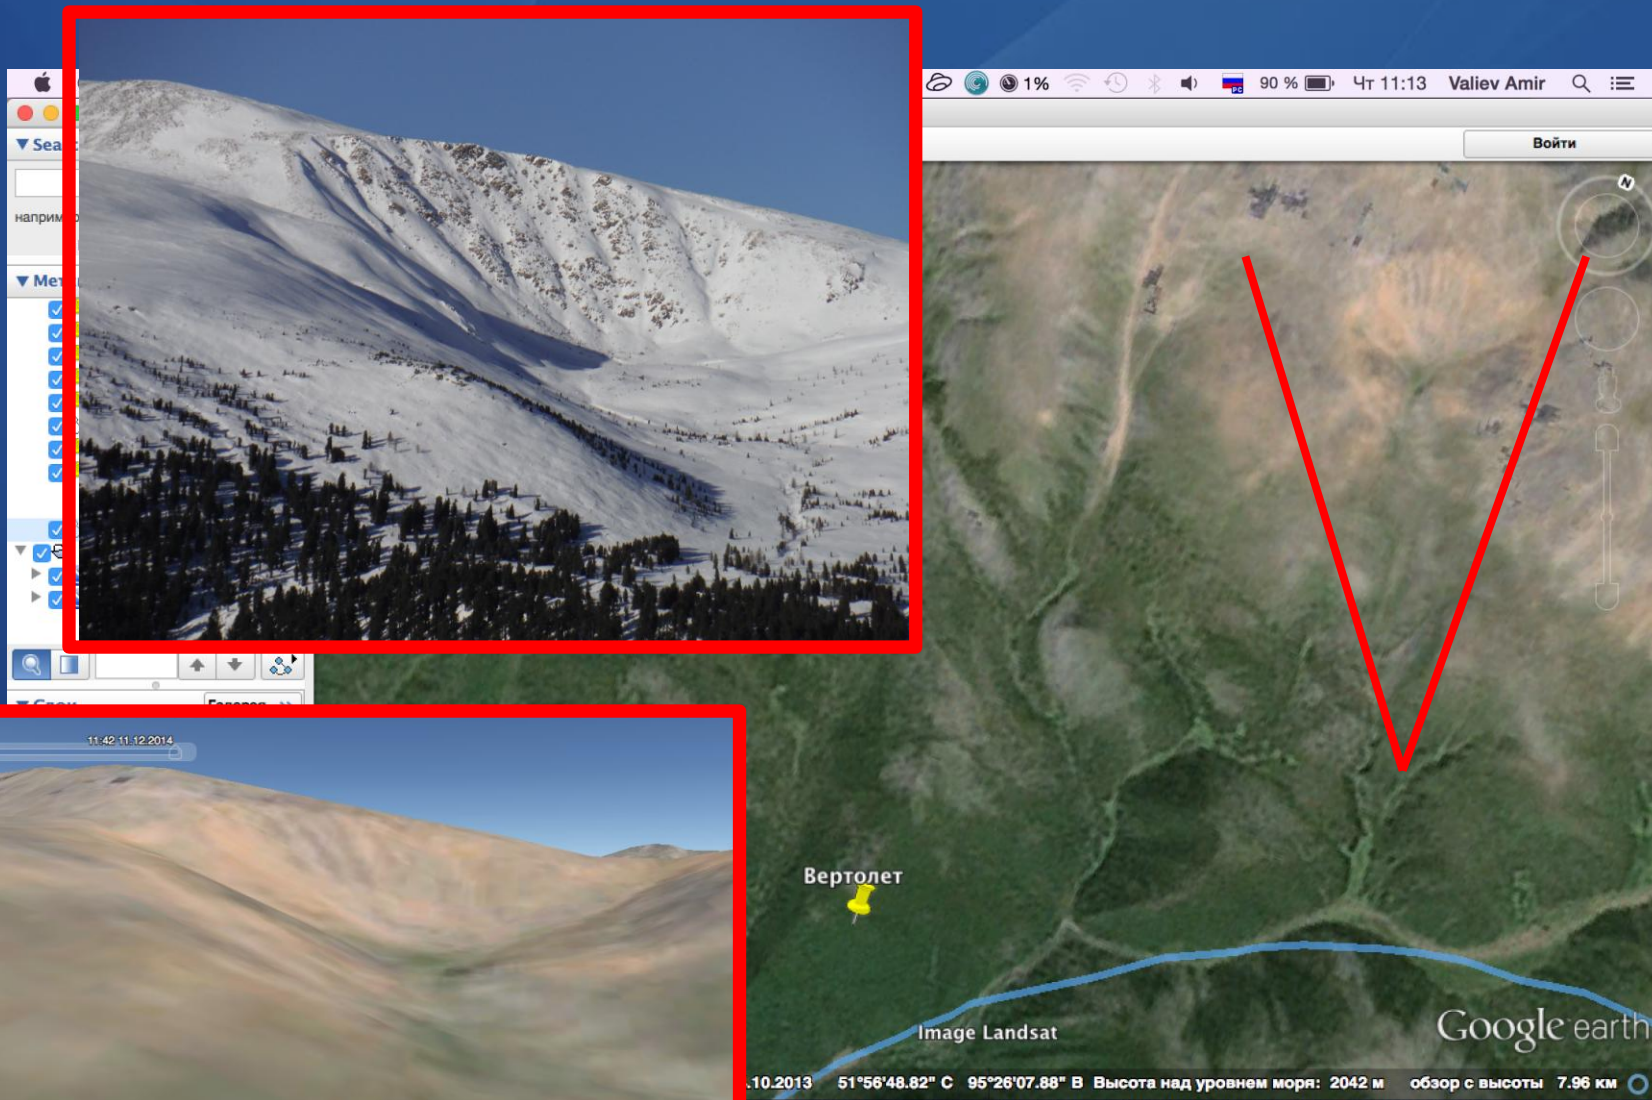 1% 90 % Чт 11:13 Valiev Amir
Sea
Войти
наприм
Мет
Галерея >>
11:42 11.12.2014
Вертолет
Image Landsat
Google earth
.10.2013 51°56'48.82" С 95°26'07.88" В Высота над уровнем моря: 2042 м обзор с высоты 7.96 км